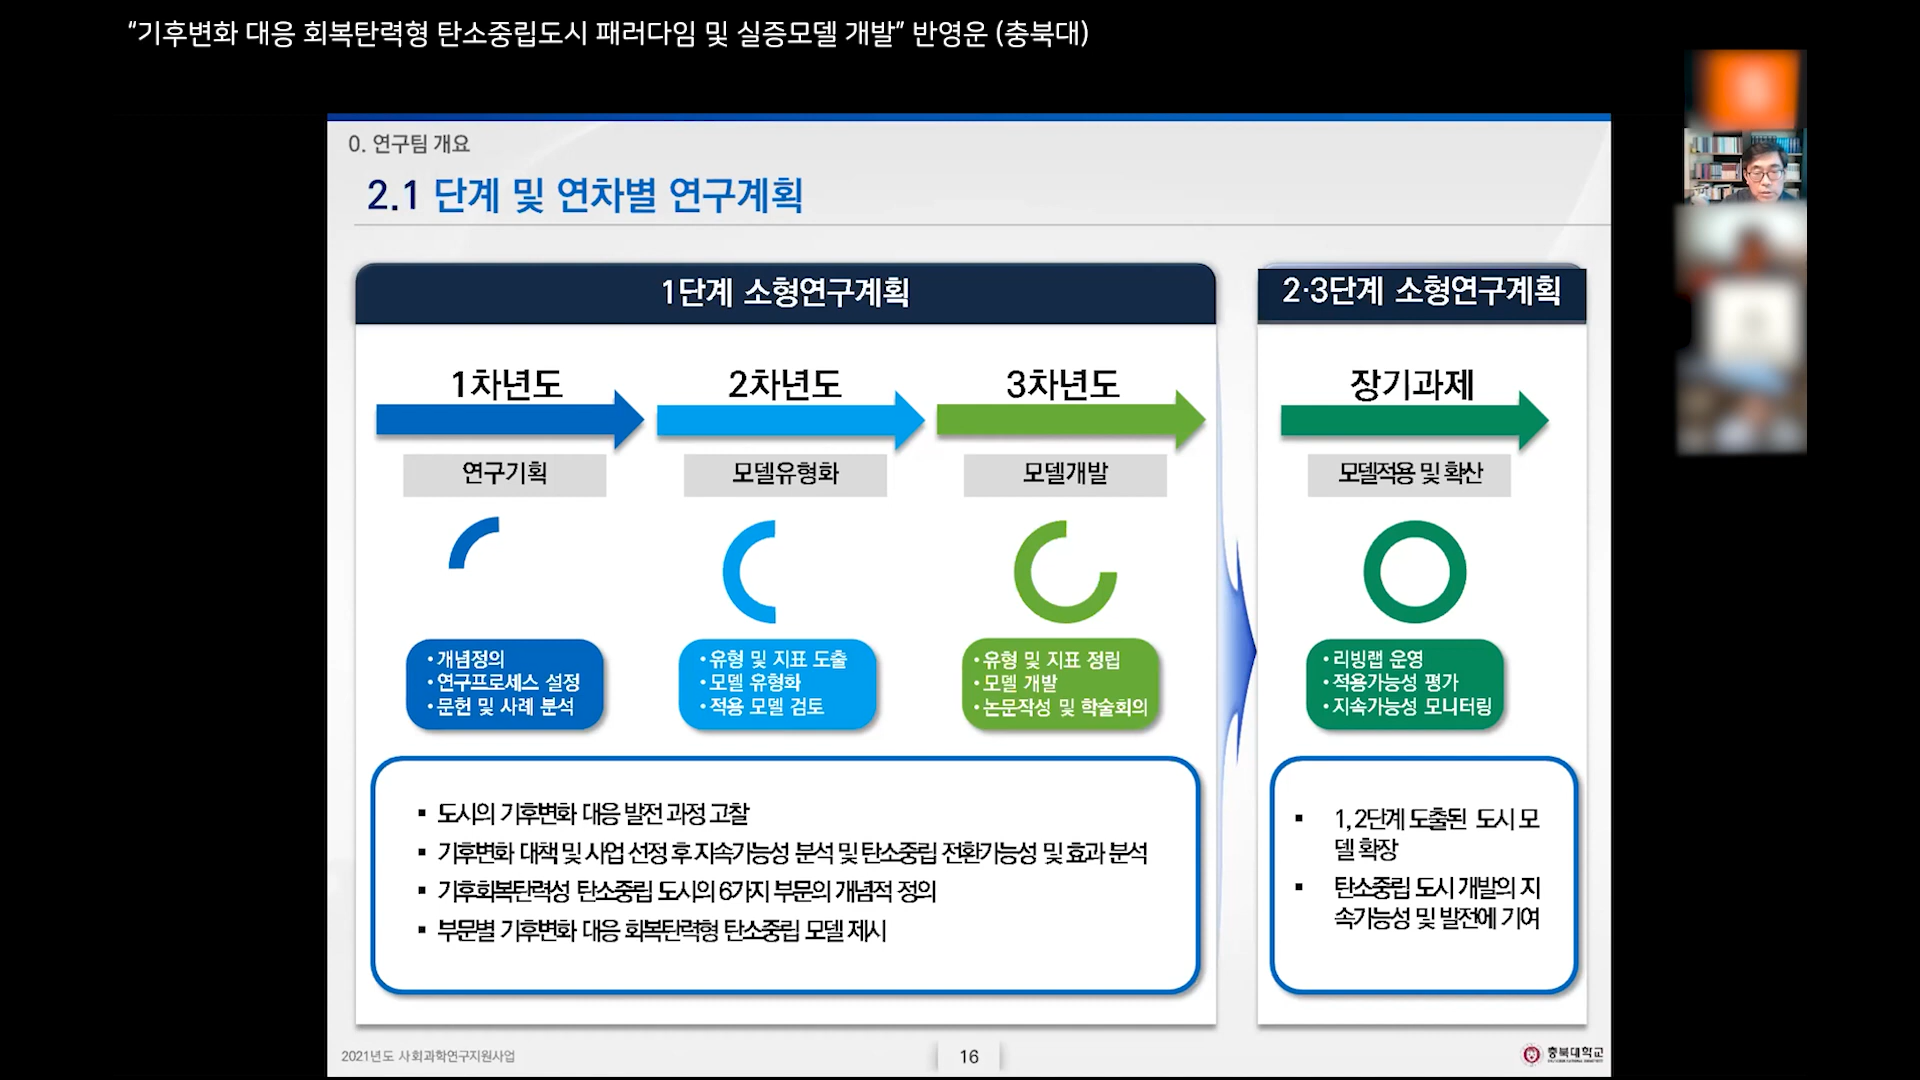 “기후변화 대응 회복탄력형 탄소중립도시 패러다임 및 실증모델 개발” 반영운 (충북대)
0. 연구팀 개요
2.1 단계 및 연차별 연구계획
1단계 소형연구계획
2·3단계 소형연구계획
1차년도
2차년도
3차년도
장기과제
연구기획
모델유형화
모델개발
모델적용 및 확산
•개념정의
•연구프로세스 설정
•문헌 및 사례 분석
•유형 및 지표 도출
•모델 유형화
•적용 모델 검토
•유형 및 지표 정립
•모델 개발
•논문작성 및 학술회의
•리빙랩 운영
•적용가능성 평가
•지속가능성 모니터링
▪ 도시의 기후변화 대응 발전 과정 고찰
▪ 기후변화 대책 및 사업 선정 후 지속가능성 분석 및 탄소중립 전환가능성 및 효과 분석
▪ 기후회복탄력성 탄소중립 도시의 6가지 부문의 개념적 정의
▪ 부문별 기후변화 대응 회복탄력형 탄소중립 모델 제시
▪ 1, 2단계 도출된 도시 모
델 확장
▪ 탄소중립 도시 개발의 지
속가능성 및 발전에 기여
2021년도 사회과학연구지원사업
16
충북대학교